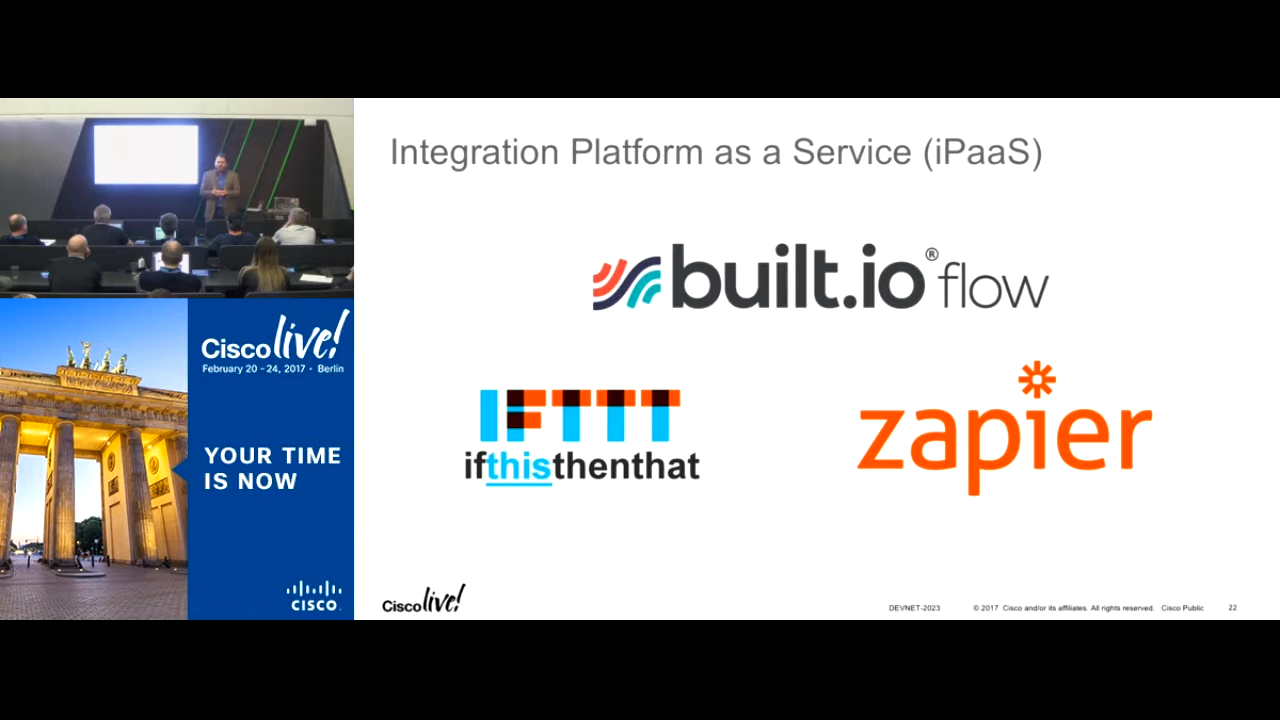 Integration Platform as a Service (iPaaS)
built.io® flow
IFTTT
ifthisthenthat
zapier
Cisco live!
February 20 - 24, 2017 • Berlin
YOUR TIME
IS NOW
CISCO
Cisco live!
DEVNET-2023 © 2017 Cisco and/or its affiliates. All rights reserved. Cisco Public 22